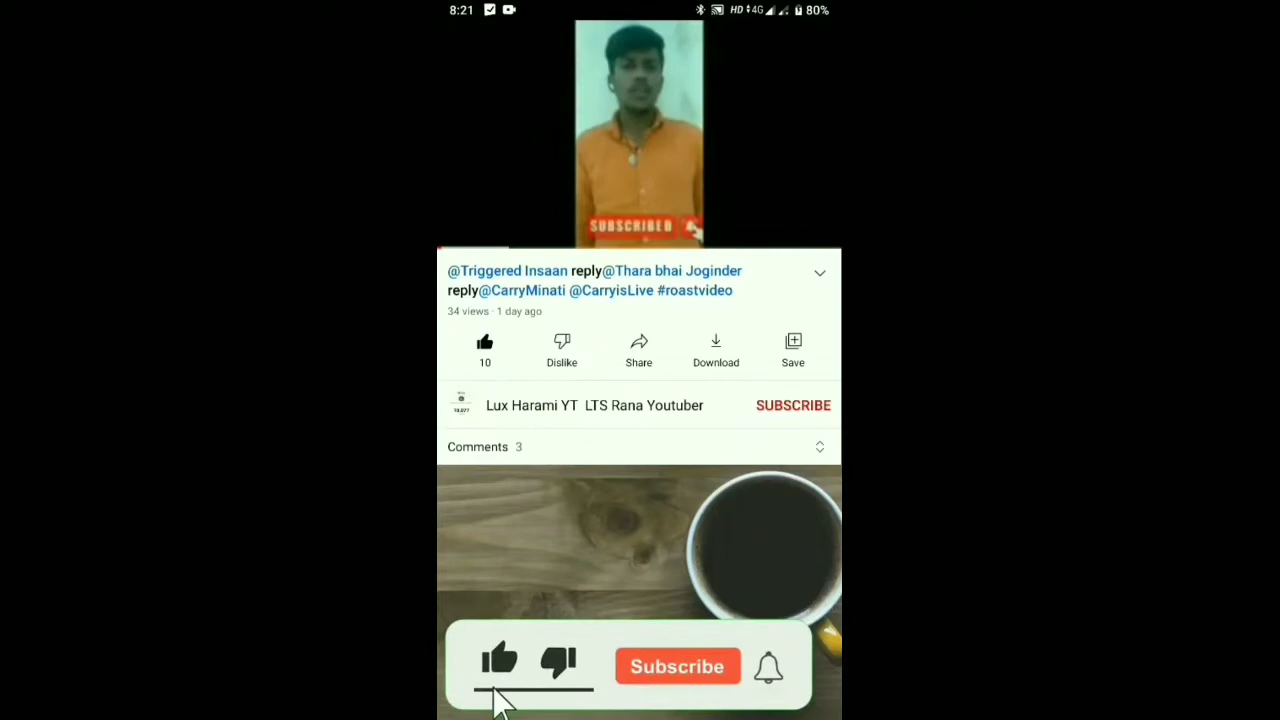 8:21 HD 4G 80%
SUBSCRIBED
@Triggered Insaan reply@Thara bhai Joginder
reply@CarryMinati @CarryisLive #roastvideo
34 views · 1 day ago
10 Dislike Share Download Save
Lux Harami YT LTS Rana Youtuber SUBSCRIBE
Comments 3
Subscribe